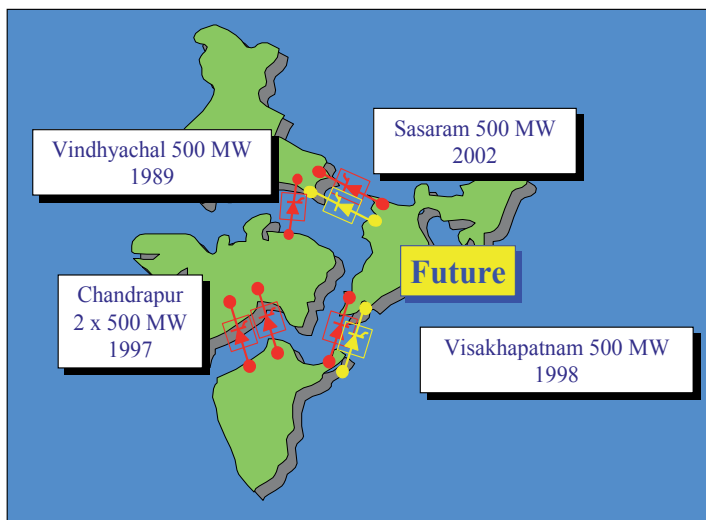 Sasaram 500 MW
2002
Vindhyachal 500 MW
1989
Future
Chandrapur
2 x 500 MW
1997
Visakhapatnam 500 MW
1998